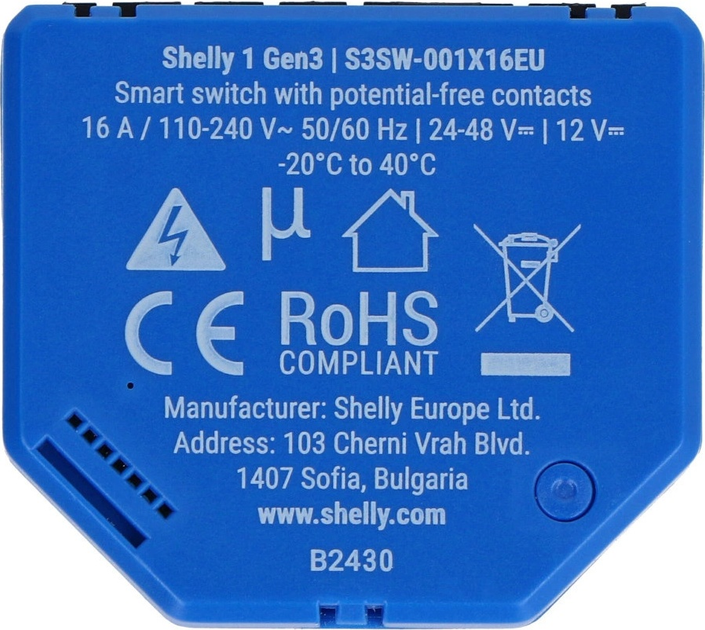 Shelly 1 Gen3 | S3SW-001X16EU
Smart switch with potential-free contacts
16 A / 110-240 V~ 50/60 Hz | 24-48 V⎓ | 12 V⎓
-20°C to 40°C
µ
CE RoHS
COMPLIANT
Manufacturer: Shelly Europe Ltd.
Address: 103 Cherni Vrah Blvd.
1407 Sofia, Bulgaria
www.shelly.com
B2430